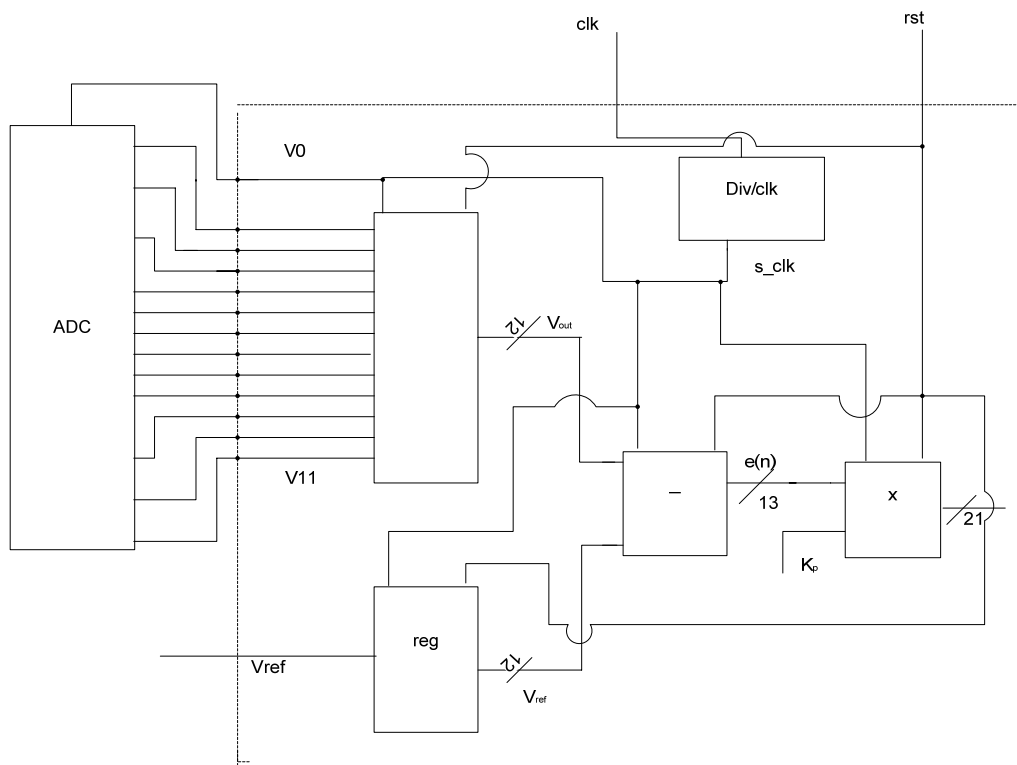 clk
rst
V0
Div/clk
s_clk
ADC
12
Vout
V11
e(n)
13
–
x
21
Kp
reg
Vref
12
Vref